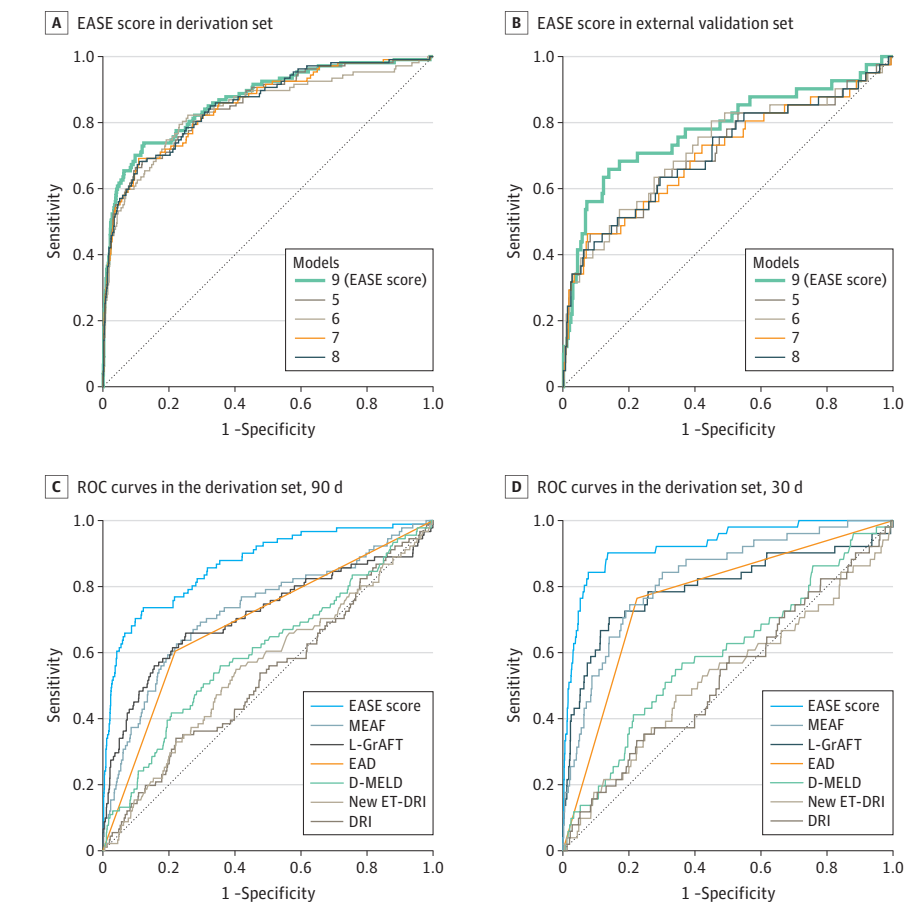 A EASE score in derivation set
1.0
0.8
0.6
0.4
0.2
0
Sensitivity
0 0.2 0.4 0.6 0.8 1.0
1 -Specificity
Models
9 (EASE score)
5
6
7
8
B EASE score in external validation set
1.0
0.8
0.6
0.4
0.2
0
Sensitivity
0 0.2 0.4 0.6 0.8 1.0
1 -Specificity
Models
9 (EASE score)
5
6
7
8
C ROC curves in the derivation set, 90 d
1.0
0.8
0.6
0.4
0.2
0
Sensitivity
0 0.2 0.4 0.6 0.8 1.0
1 -Specificity
EASE score
MEAF
L-GrAFT
EAD
D-MELD
New ET-DRI
DRI
D ROC curves in the derivation set, 30 d
1.0
0.8
0.6
0.4
0.2
0
Sensitivity
0 0.2 0.4 0.6 0.8 1.0
1 -Specificity
EASE score
MEAF
L-GrAFT
EAD
D-MELD
New ET-DRI
DRI